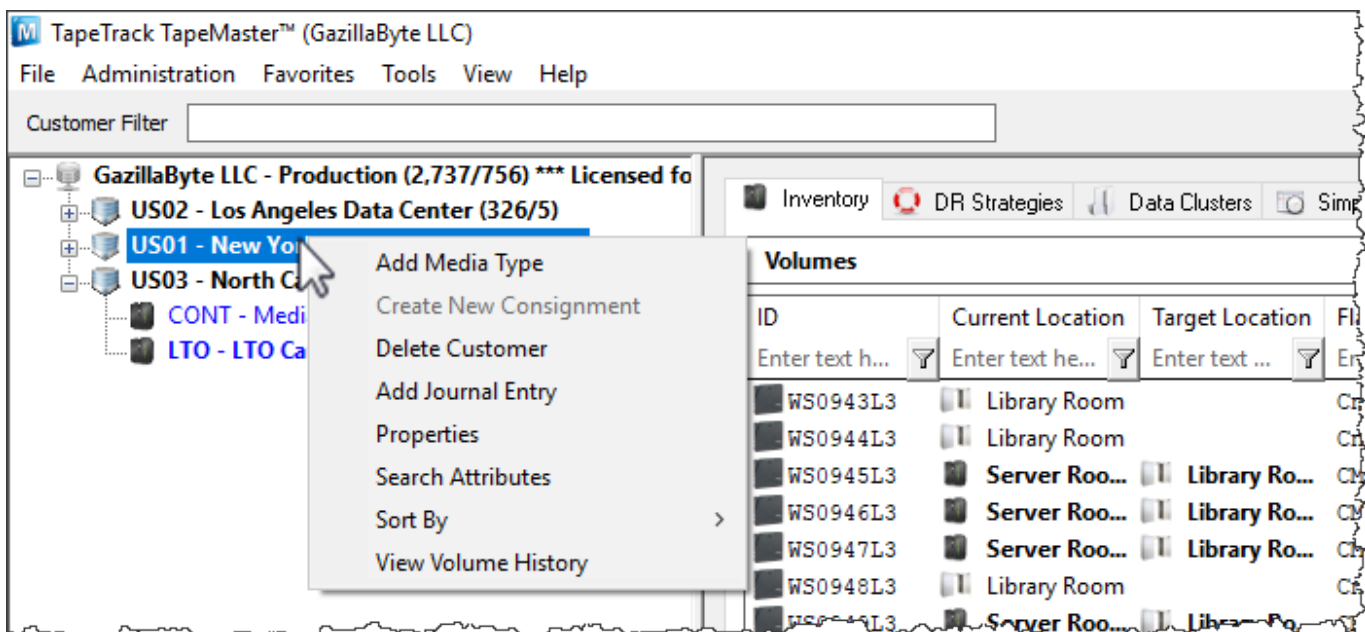 TapeTrack TapeMaster™ (GazillaByte LLC)
File Administration Favorites Tools View Help
Customer Filter
GazillaByte LLC - Production (2,737/756) *** Licensed fo
US02 - Los Angeles Data Center (326/5)
US01 - New Yo
US03 - North Ca
CONT - Medi
LTO - LTO Ca
Add Media Type
Create New Consignment
Delete Customer
Add Journal Entry
Properties
Search Attributes
Sort By
View Volume History
Inventory DR Strategies Data Clusters Simp
Volumes
ID Current Location Target Location
Enter text h... Enter text he... Enter text ...
WS0943L3 Library Room
WS0944L3 Library Room
WS0945L3 Server Roo... Library Ro...
WS0946L3 Server Roo... Library Ro...
WS0947L3 Server Roo... Library Ro...
WS0948L3 Library Room